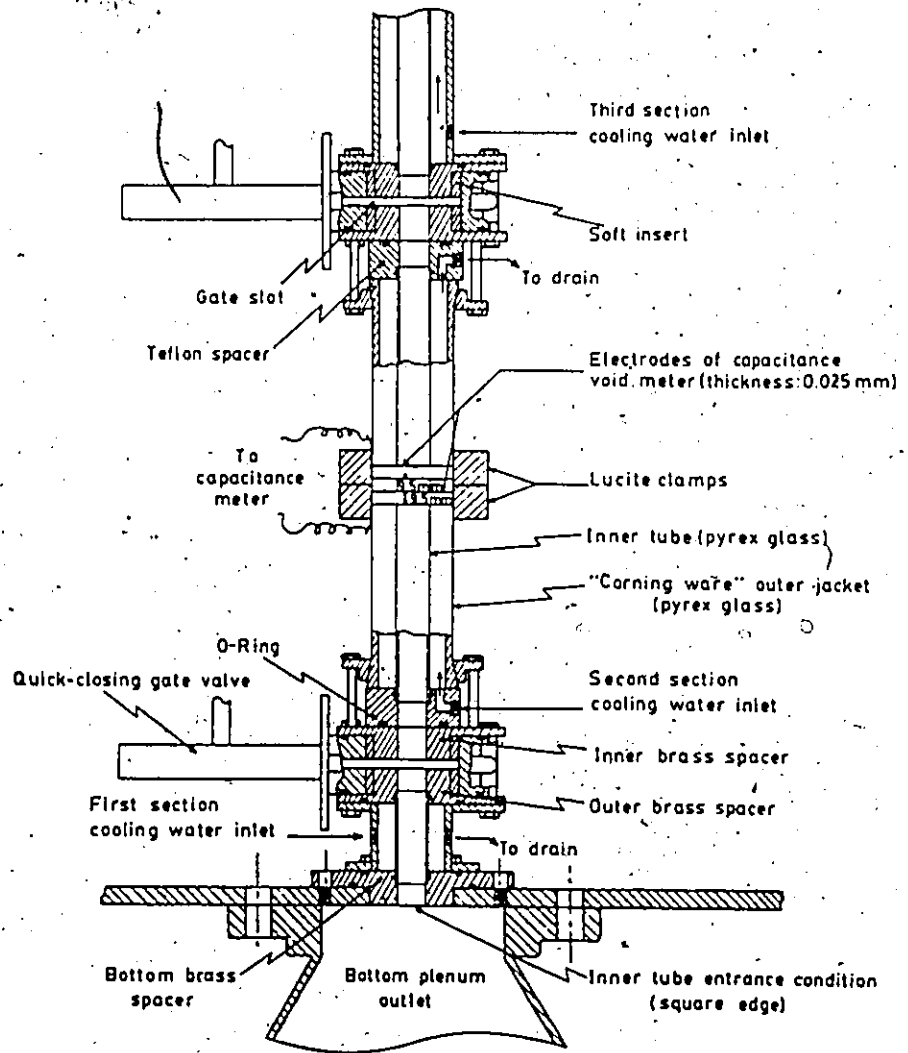 Third section
cooling water inlet
Soft insert
To drain
Gate slot
Teflon spacer
Electrodes of capacitance
void meter (thickness: 0.025 mm)
To
capacitance
meter
Lucite clamps
Inner tube (pyrex glass)
"Corning ware" outer jacket
(pyrex glass)
O-Ring
Quick-closing gate valve
Second section
cooling water inlet
Inner brass spacer
Outer brass spacer
First section
cooling water inlet
To drain
Bottom brass
spacer
Bottom plenum
outlet
Inner tube entrance condition
(square edge)